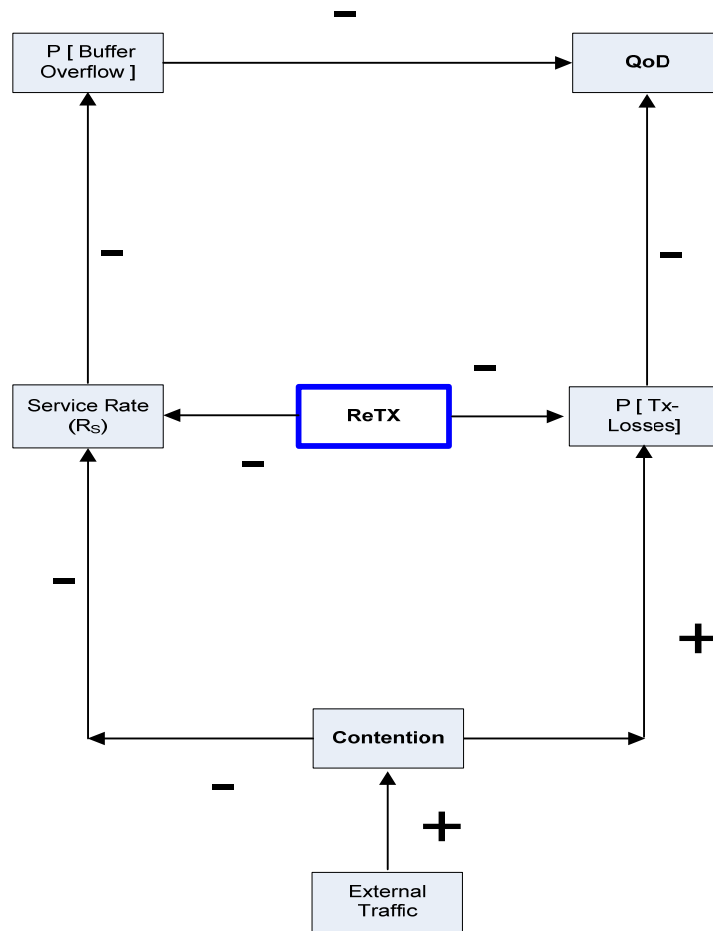 −
P [ Buffer
Overflow ]
QoD
−
−
−
Service Rate
(Rs)
ReTX
P [ Tx-
Losses]
−
−
+
Contention
−
+
External
Traffic